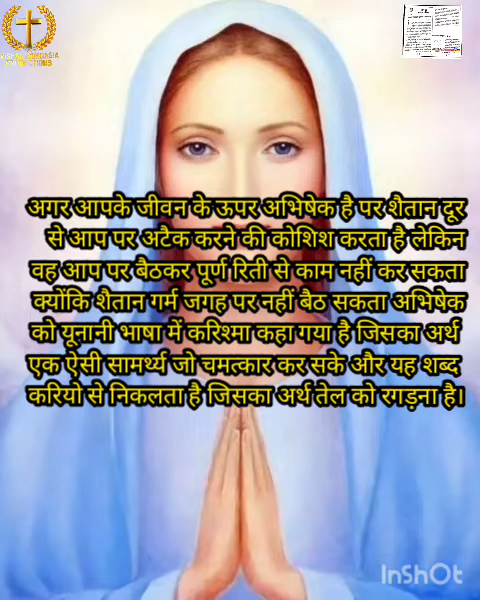 अगर आपके जीवन के ऊपर अभिषेक है पर शैतान दूर
से आप पर अटैक करने की कोशिश करता है लेकिन
वह आप पर बैठकर पूर्ण रिती से काम नहीं कर सकता
क्योंकि शैतान गर्म जगह पर नहीं बैठ सकता अभिषेक
को यूनानी भाषा में करिश्मा कहा गया है जिसका अर्थ
एक ऐसी सामर्थ्य जो चमत्कार कर सके और यह शब्द
करियो से निकलता है जिसका अर्थ तेल को रगड़ना है।
InShOt